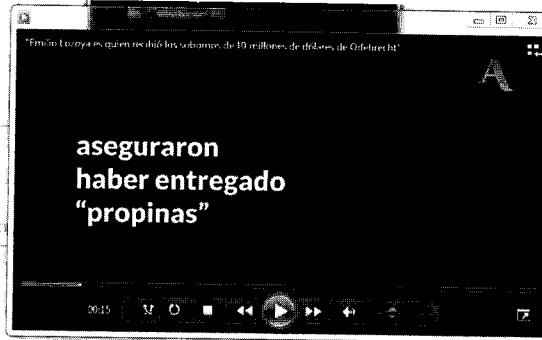 "Emilio Lozoya es quien recibió los sobornos de 10 millones de dólares de Odebrecht"
A
aseguraron
haber entregado
“propinas”
00:15